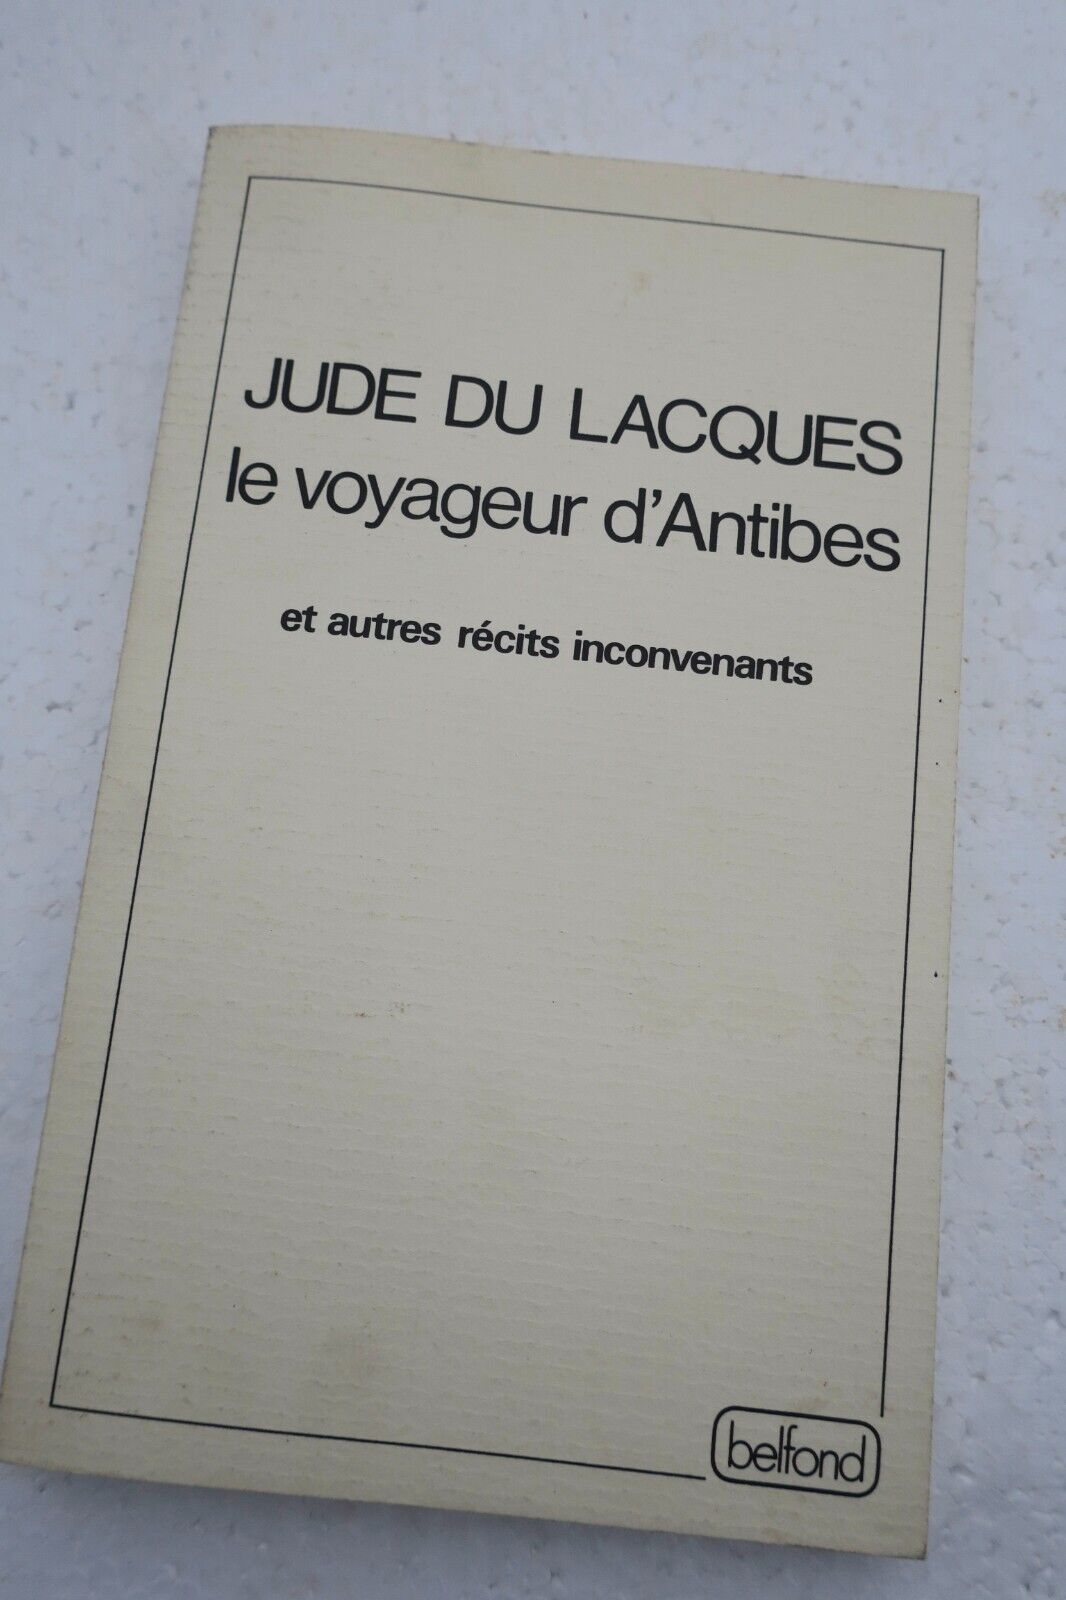 JUDE DU LACQUES
le voyageur d'Antibes
et autres récits inconvenants
belfond